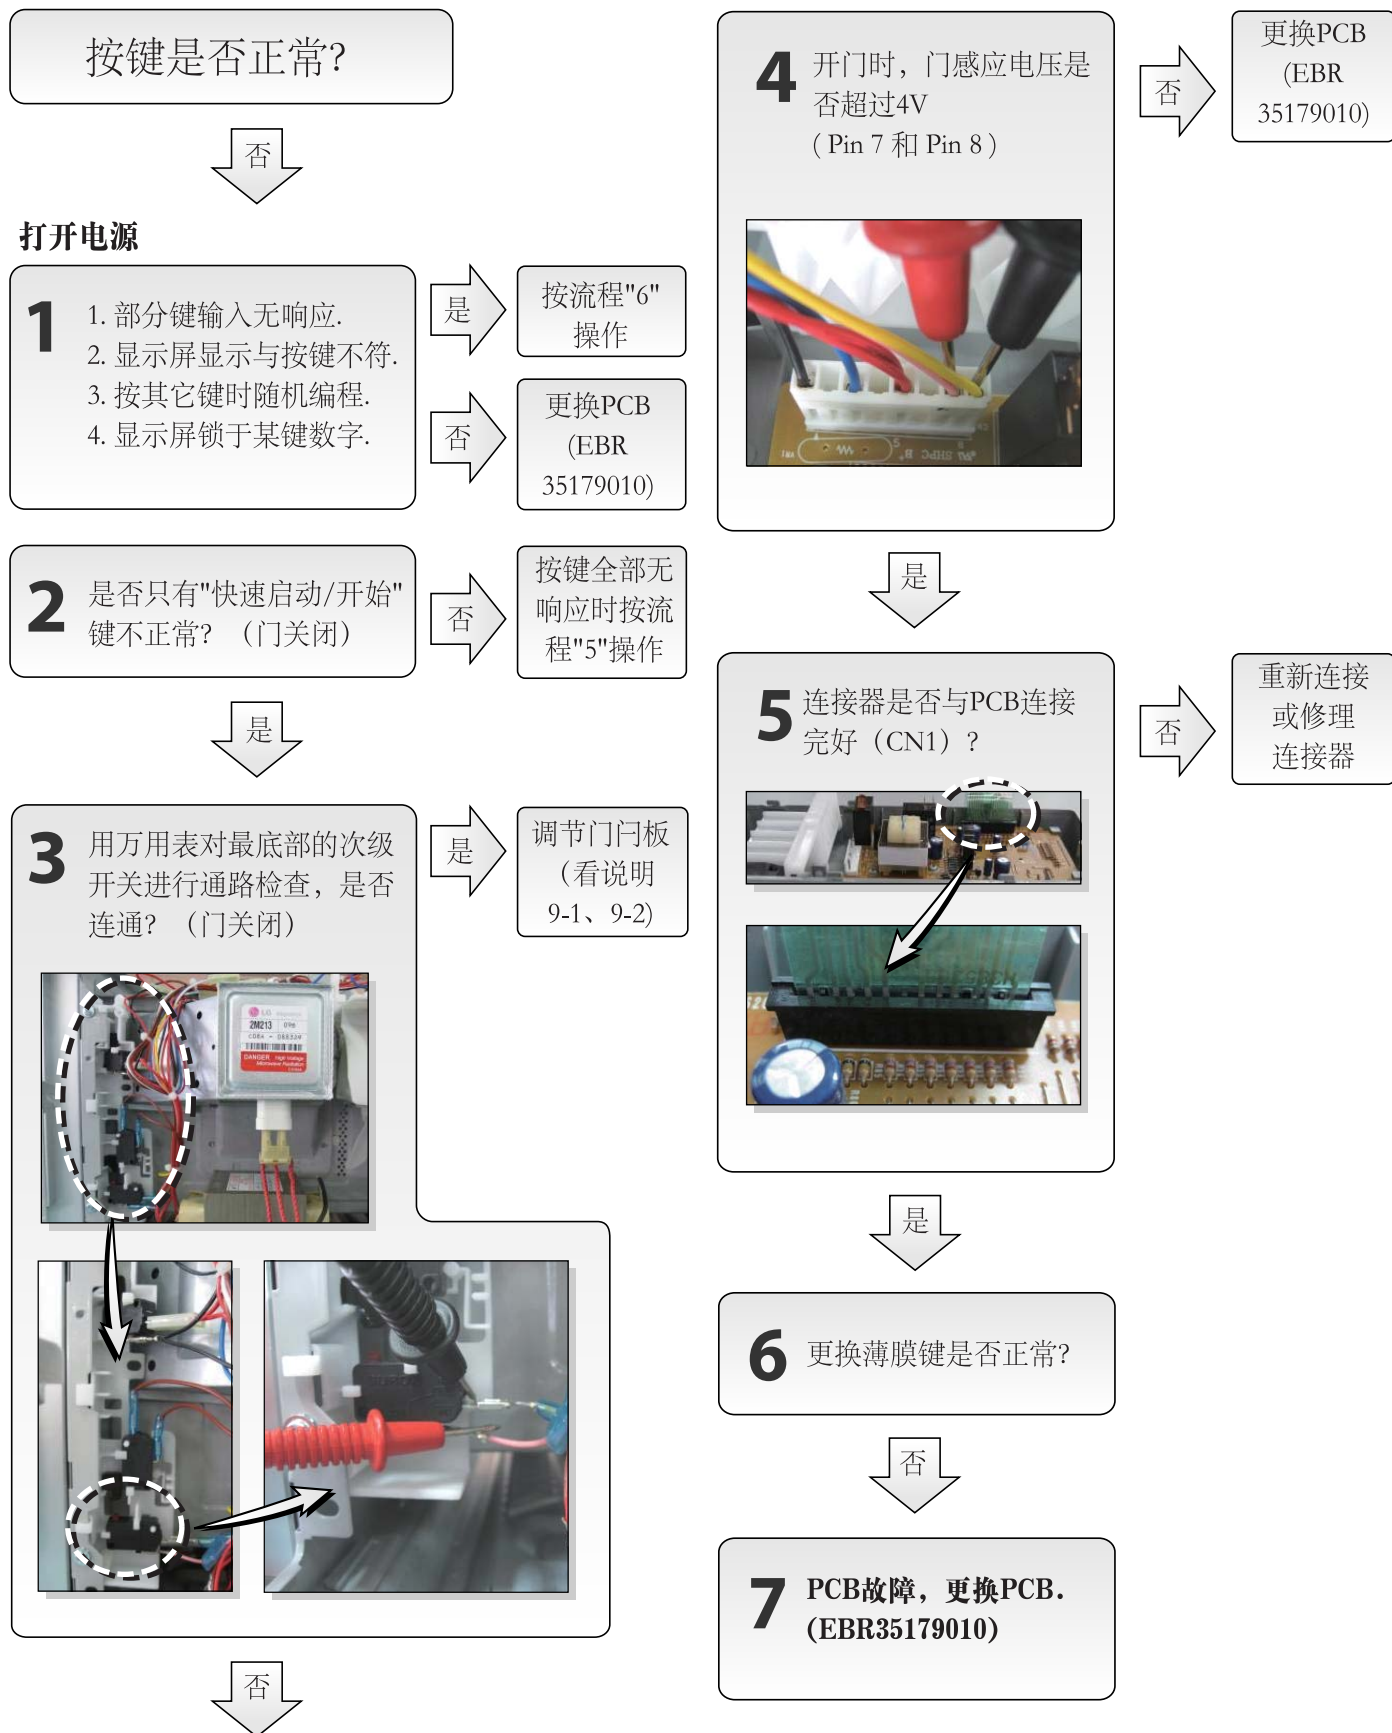 按键是否正常?
否
打开电源
1
1. 部分键输入无响应.
2. 显示屏显示与按键不符.
3. 按其它键时随机编程.
4. 显示屏锁于某键数字.
是
按流程"6"
操作
否
更换PCB
(EBR
35179010)
2
是否只有"快速启动/开始"
键不正常? （门关闭）
否
按键全部无
响应时按流
程"5"操作
是
3
用万用表对最底部的次级
开关进行通路检查，是否
连通? （门关闭）
是
调节门闩板
（看说明
9-1、9-2)
LG
2M213
DANGER
否
4
开门时，门感应电压是
否超过4V
( Pin 7 和 Pin 8 )
否
更换PCB
(EBR
35179010)
是
5
连接器是否与PCB连接
完好（CN1）?
否
重新连接
或修理
连接器
是
6
更换薄膜键是否正常?
否
7
PCB故障，更换PCB.
(EBR35179010)